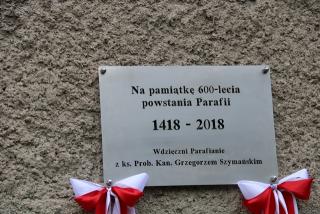 Na pamiątkę 600-lecia
powstania Parafii
1418 - 2018
Wdzięczni Parafianie
z ks. Prob. Kan. Grzegorzem Szymańskim